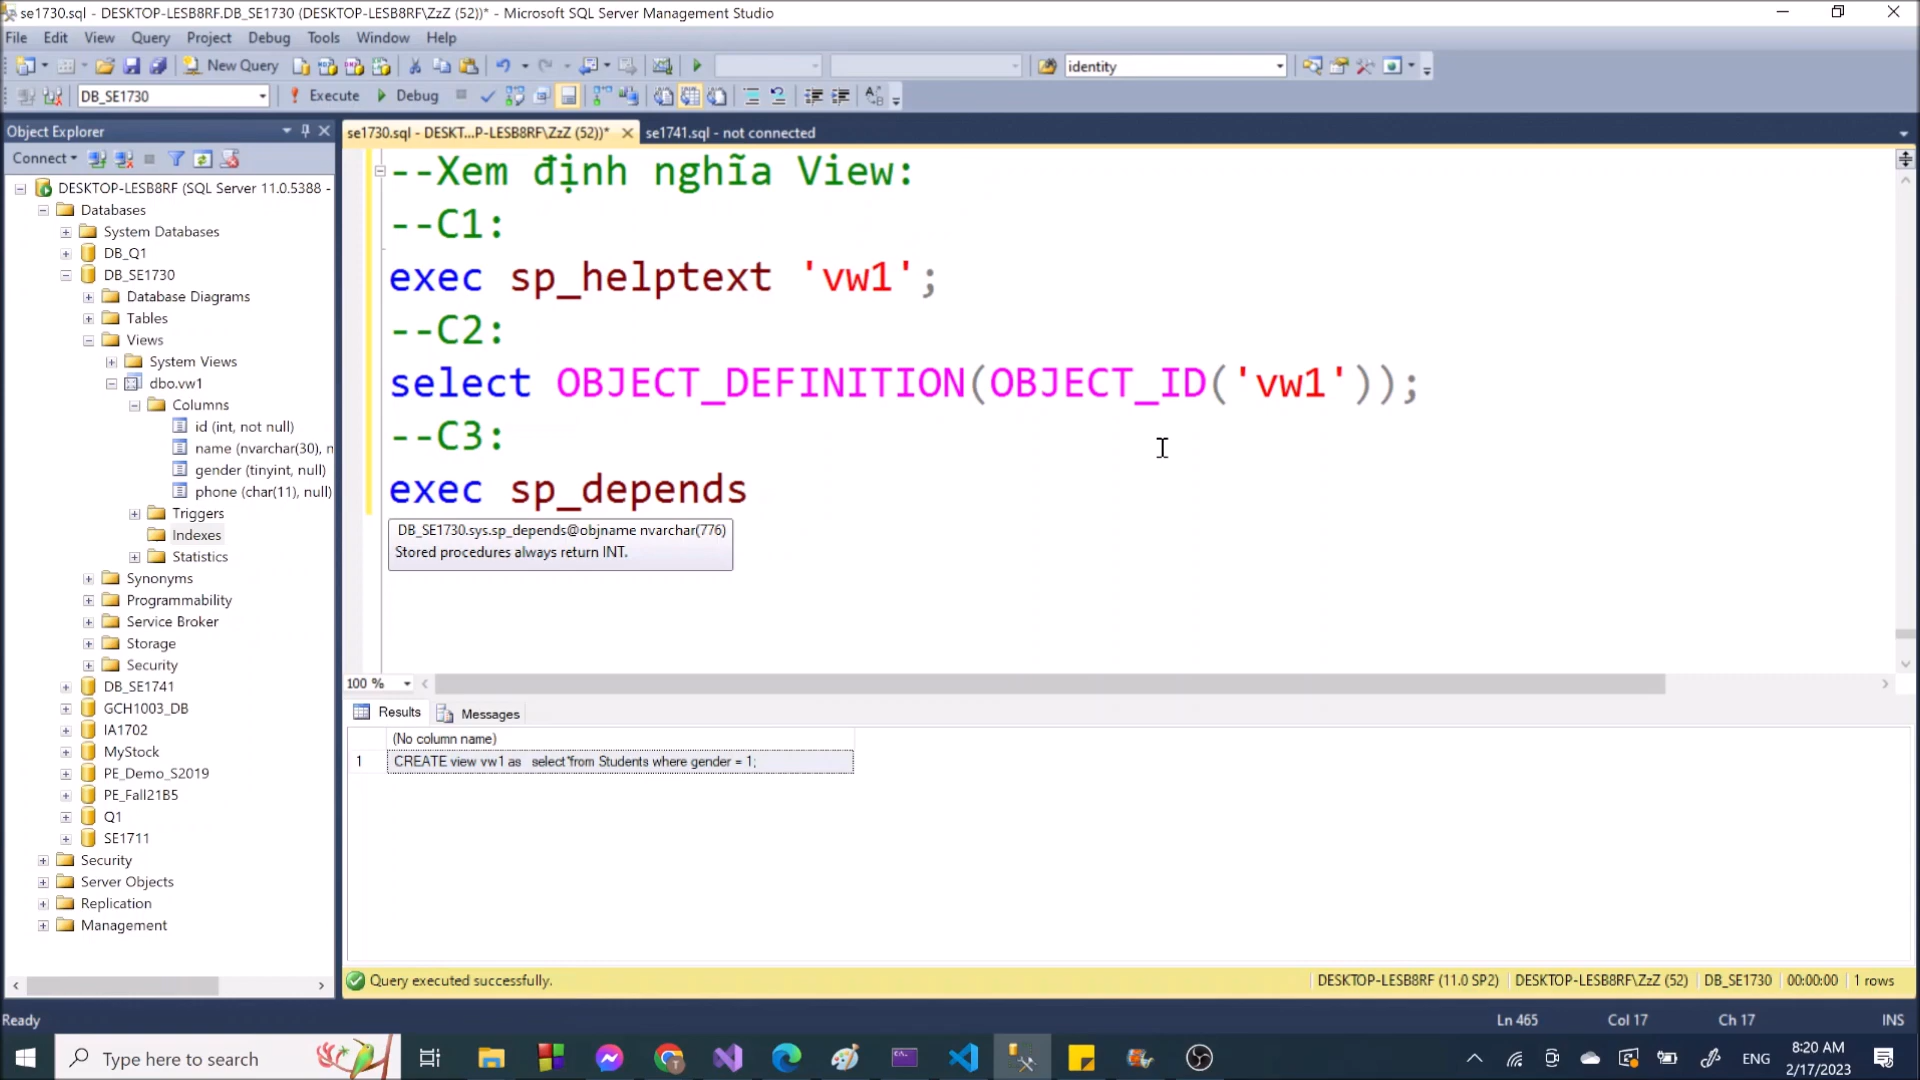 se1730.sql - DESKTOP-LESB8RF.DB_SE1730 (DESKTOP-LESB8RF\ZzZ (52))* - Microsoft SQL Server Management Studio
File Edit View Query Project Debug Tools Window Help
New Query identity
DB_SE1730 Execute Debug
Object Explorer
se1730.sql - DESKT...P-LESB8RF\ZzZ (52))* se1741.sql - not connected
Connect
DESKTOP-LESB8RF (SQL Server 11.0.5388 -
Databases
System Databases
DB_Q1
DB_SE1730
Database Diagrams
Tables
Views
System Views
dbo.vw1
Columns
id (int, not null)
name (nvarchar(30), n
gender (tinyint, null)
phone (char(11), null)
Triggers
Indexes
Statistics
Synonyms
Programmability
Service Broker
Storage
Security
DB_SE1741
GCH1003_DB
IA1702
MyStock
PE_Demo_S2019
PE_Fall21B5
Q1
SE1711
Security
Server Objects
Replication
Management
--Xem định nghĩa View:
--C1:
exec sp_helptext 'vw1';
--C2:
select OBJECT_DEFINITION(OBJECT_ID('vw1'));
--C3:
exec sp_depends
DB_SE1730.sys.sp_depends@objname nvarchar(776)
Stored procedures always return INT.
100 %
Results Messages
(No column name)
1 CREATE view vw1 as select*from Students where gender = 1;
Query executed successfully. DESKTOP-LESB8RF (11.0 SP2) DESKTOP-LESB8RF\ZzZ (52) DB_SE1730 00:00:00 1 rows
Ready Ln 465 Col 17 Ch 17 INS
Type here to search ENG 8:20 AM
2/17/2023